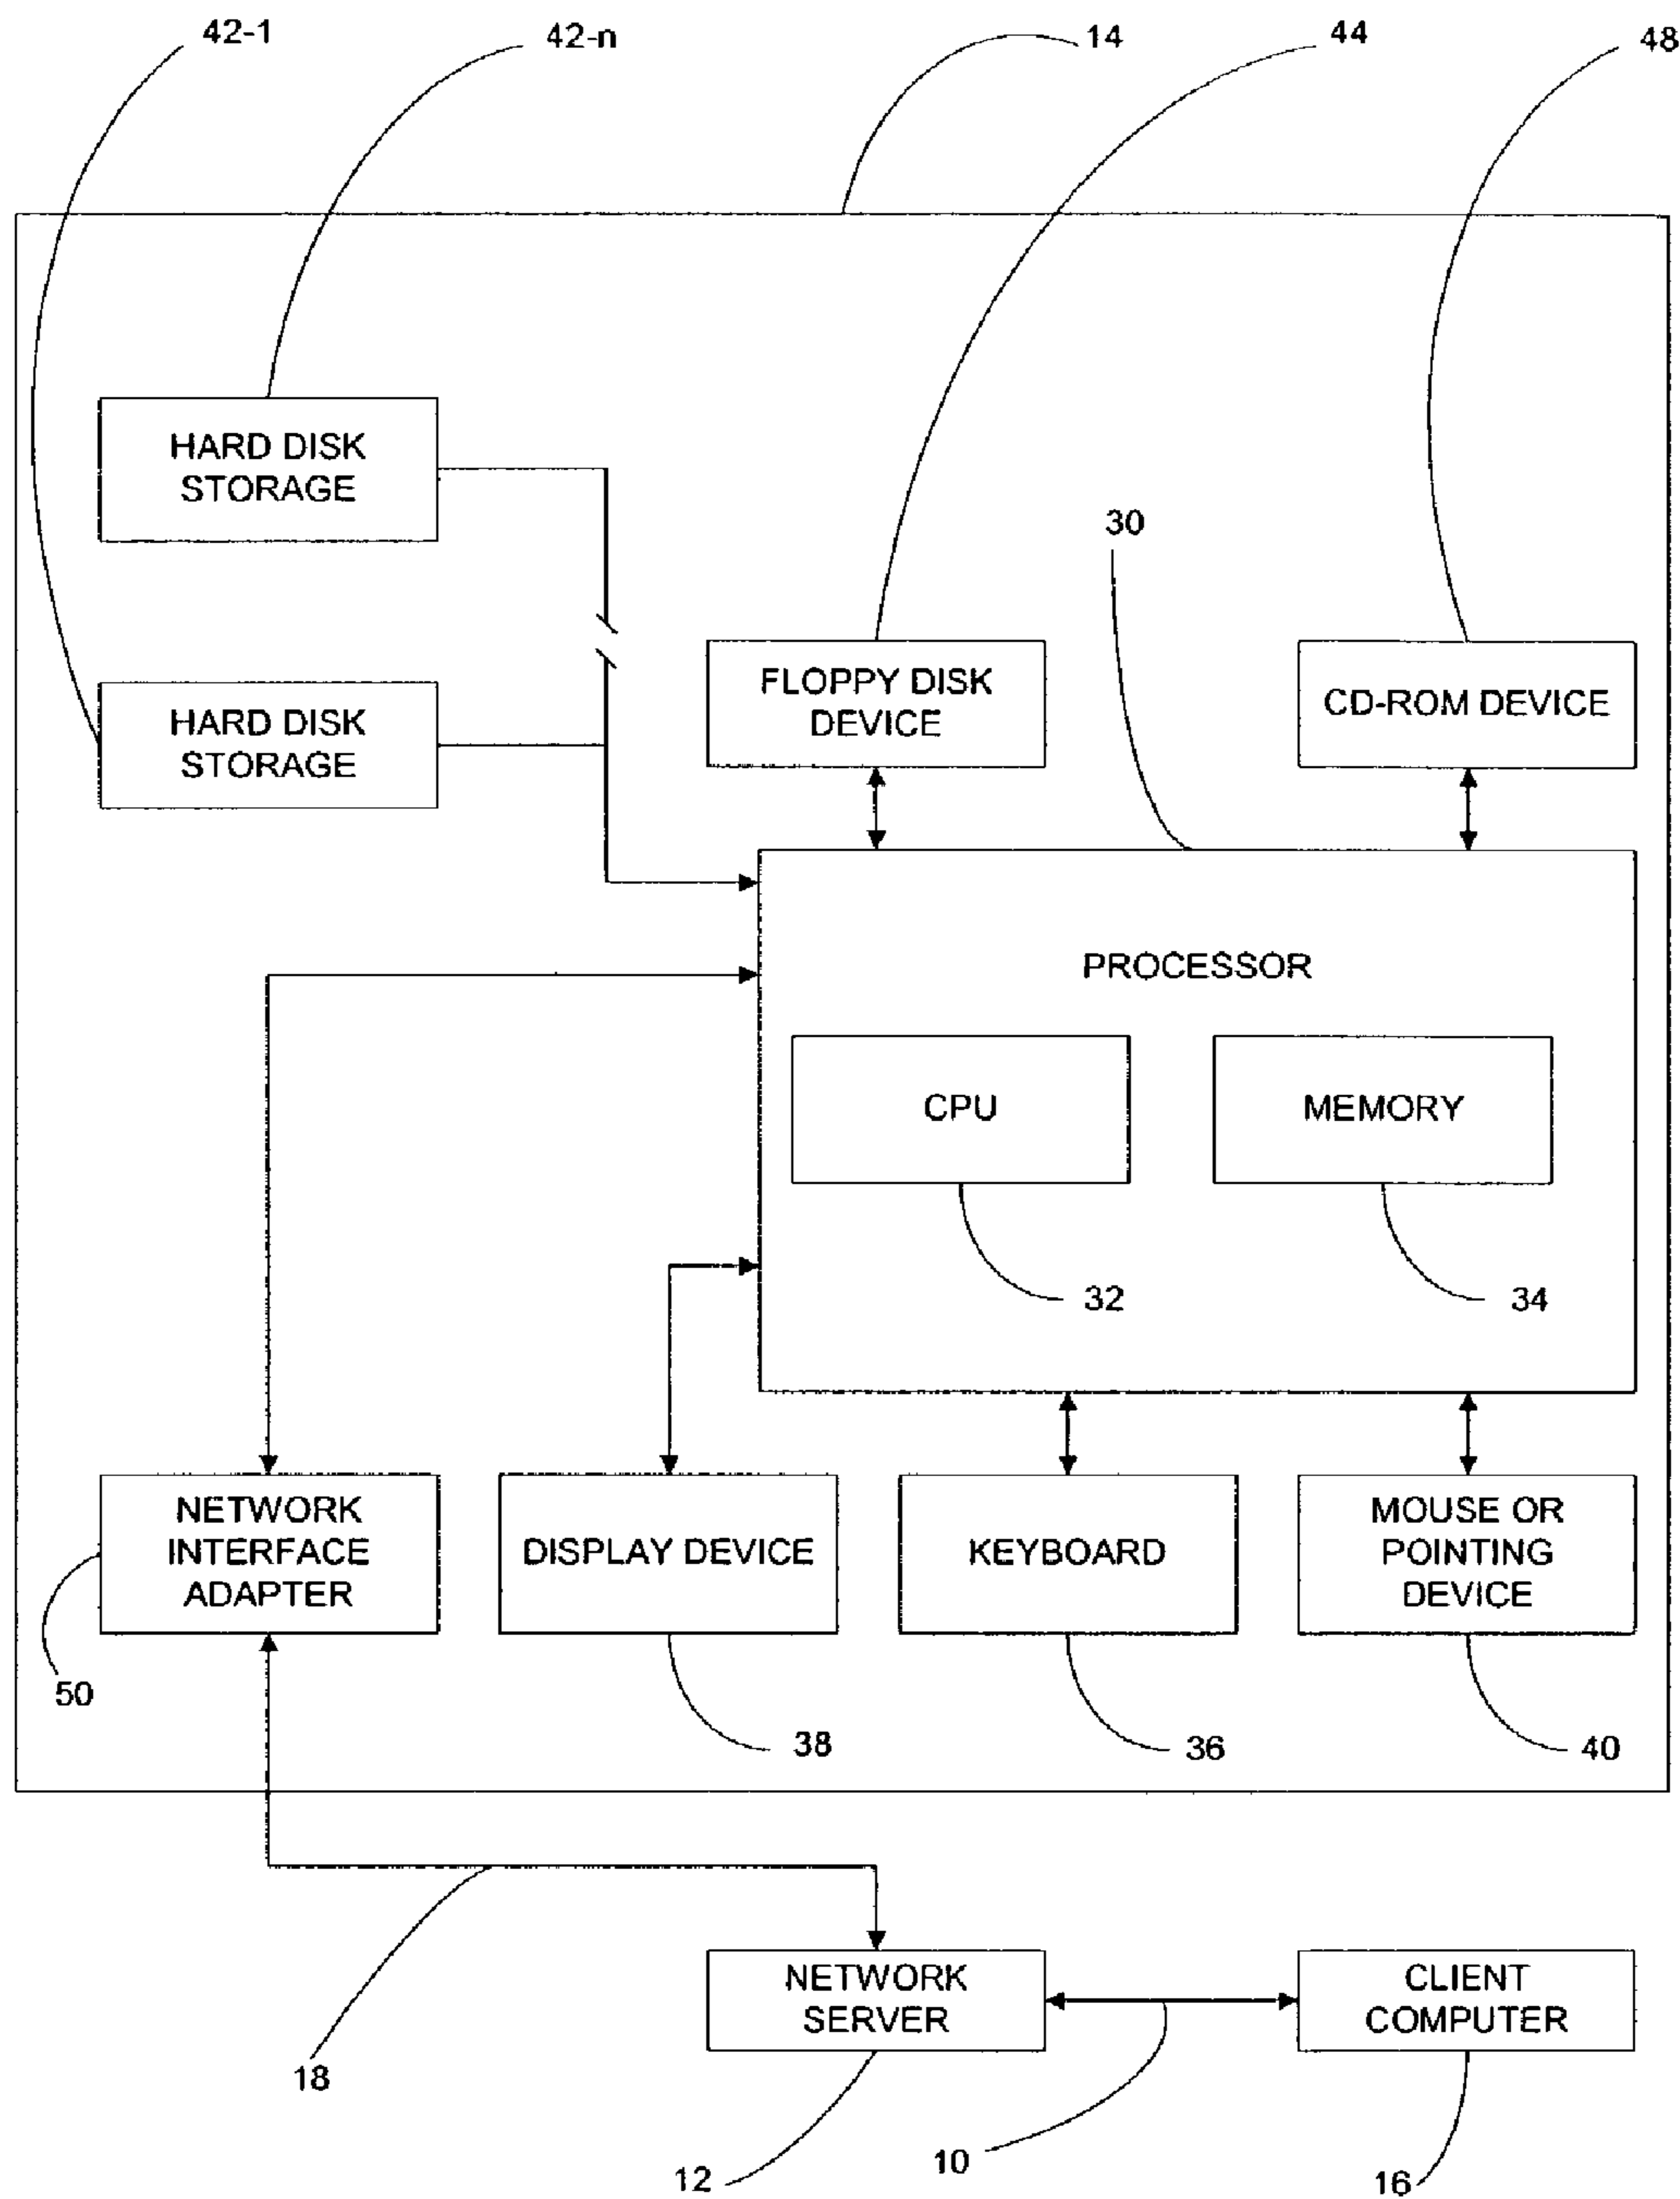 42-1
42-n
14
44
48
HARD DISK
STORAGE
30
FLOPPY DISK
DEVICE
CD-ROM DEVICE
HARD DISK
STORAGE
PROCESSOR
CPU
MEMORY
32
34
NETWORK
INTERFACE
ADAPTER
DISPLAY DEVICE
KEYBOARD
MOUSE OR
POINTING
DEVICE
50
38
36
40
NETWORK
SERVER
CLIENT
COMPUTER
18
12
10
16